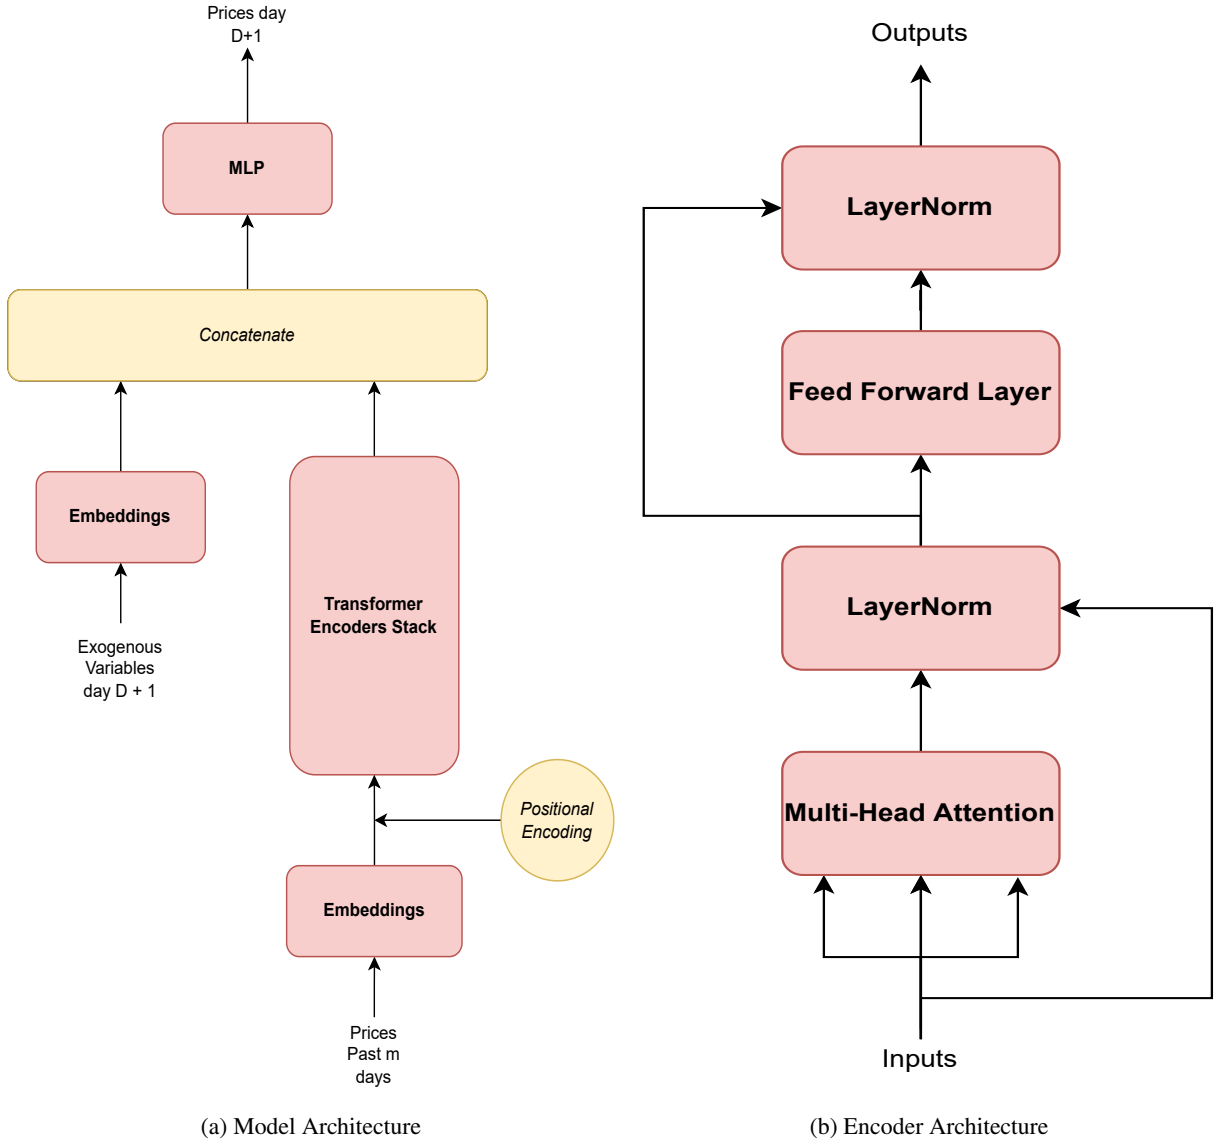 Prices day
D+1
MLP
Concatenate
Embeddings
Exogenous
Variables
day D + 1
Transformer
Encoders Stack
Positional
Encoding
Embeddings
Prices
Past m
days
(a) Model Architecture
Outputs
LayerNorm
Feed Forward Layer
LayerNorm
Multi-Head Attention
Inputs
(b) Encoder Architecture